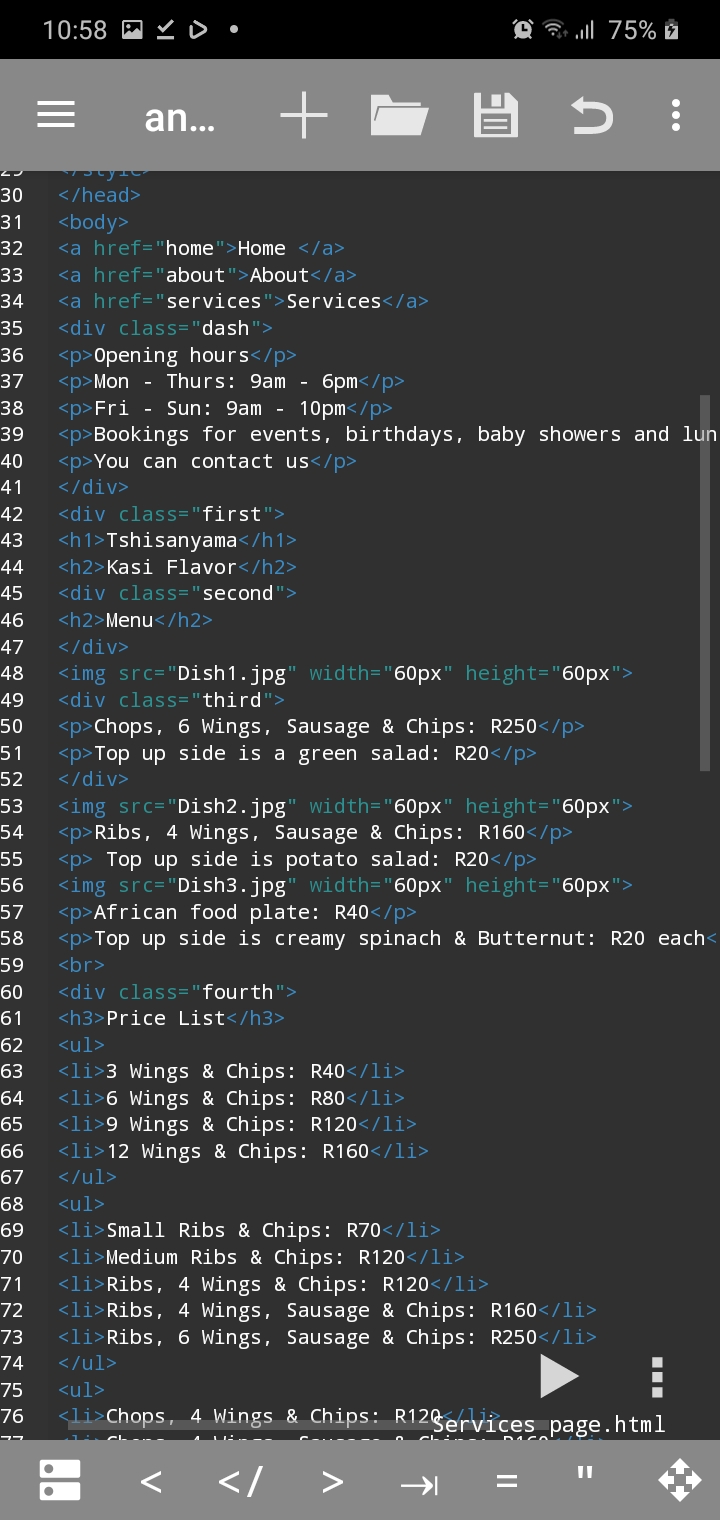 10:58 75%
an...
29 </style>
30 </head>
31 <body>
32 <a href="home">Home </a>
33 <a href="about">About</a>
34 <a href="services">Services</a>
35 <div class="dash">
36 <p>Opening hours</p>
37 <p>Mon - Thurs: 9am - 6pm</p>
38 <p>Fri - Sun: 9am - 10pm</p>
39 <p>Bookings for events, birthdays, baby showers and lun
40 <p>You can contact us</p>
41 </div>
42 <div class="first">
43 <h1>Tshisanyama</h1>
44 <h2>Kasi Flavor</h2>
45 <div class="second">
46 <h2>Menu</h2>
47 </div>
48 <img src="Dish1.jpg" width="60px" height="60px">
49 <div class="third">
50 <p>Chops, 6 Wings, Sausage & Chips: R250</p>
51 <p>Top up side is a green salad: R20</p>
52 </div>
53 <img src="Dish2.jpg" width="60px" height="60px">
54 <p>Ribs, 4 Wings, Sausage & Chips: R160</p>
55 <p> Top up side is potato salad: R20</p>
56 <img src="Dish3.jpg" width="60px" height="60px">
57 <p>African food plate: R40</p>
58 <p>Top up side is creamy spinach & Butternut: R20 each<
59 <br>
60 <div class="fourth">
61 <h3>Price List</h3>
62 <ul>
63 <li>3 Wings & Chips: R40</li>
64 <li>6 Wings & Chips: R80</li>
65 <li>9 Wings & Chips: R120</li>
66 <li>12 Wings & Chips: R160</li>
67 </ul>
68 <ul>
69 <li>Small Ribs & Chips: R70</li>
70 <li>Medium Ribs & Chips: R120</li>
71 <li>Ribs, 4 Wings & Chips: R120</li>
72 <li>Ribs, 4 Wings, Sausage & Chips: R160</li>
73 <li>Ribs, 6 Wings, Sausage & Chips: R250</li>
74 </ul>
75 <ul>
76 <li>Chops, 4 Wings & Chips: R120</li>
Services page.html
77 <li>Chops, 4 Wings, Sausage & Chips: R160</li>
< </ > = "